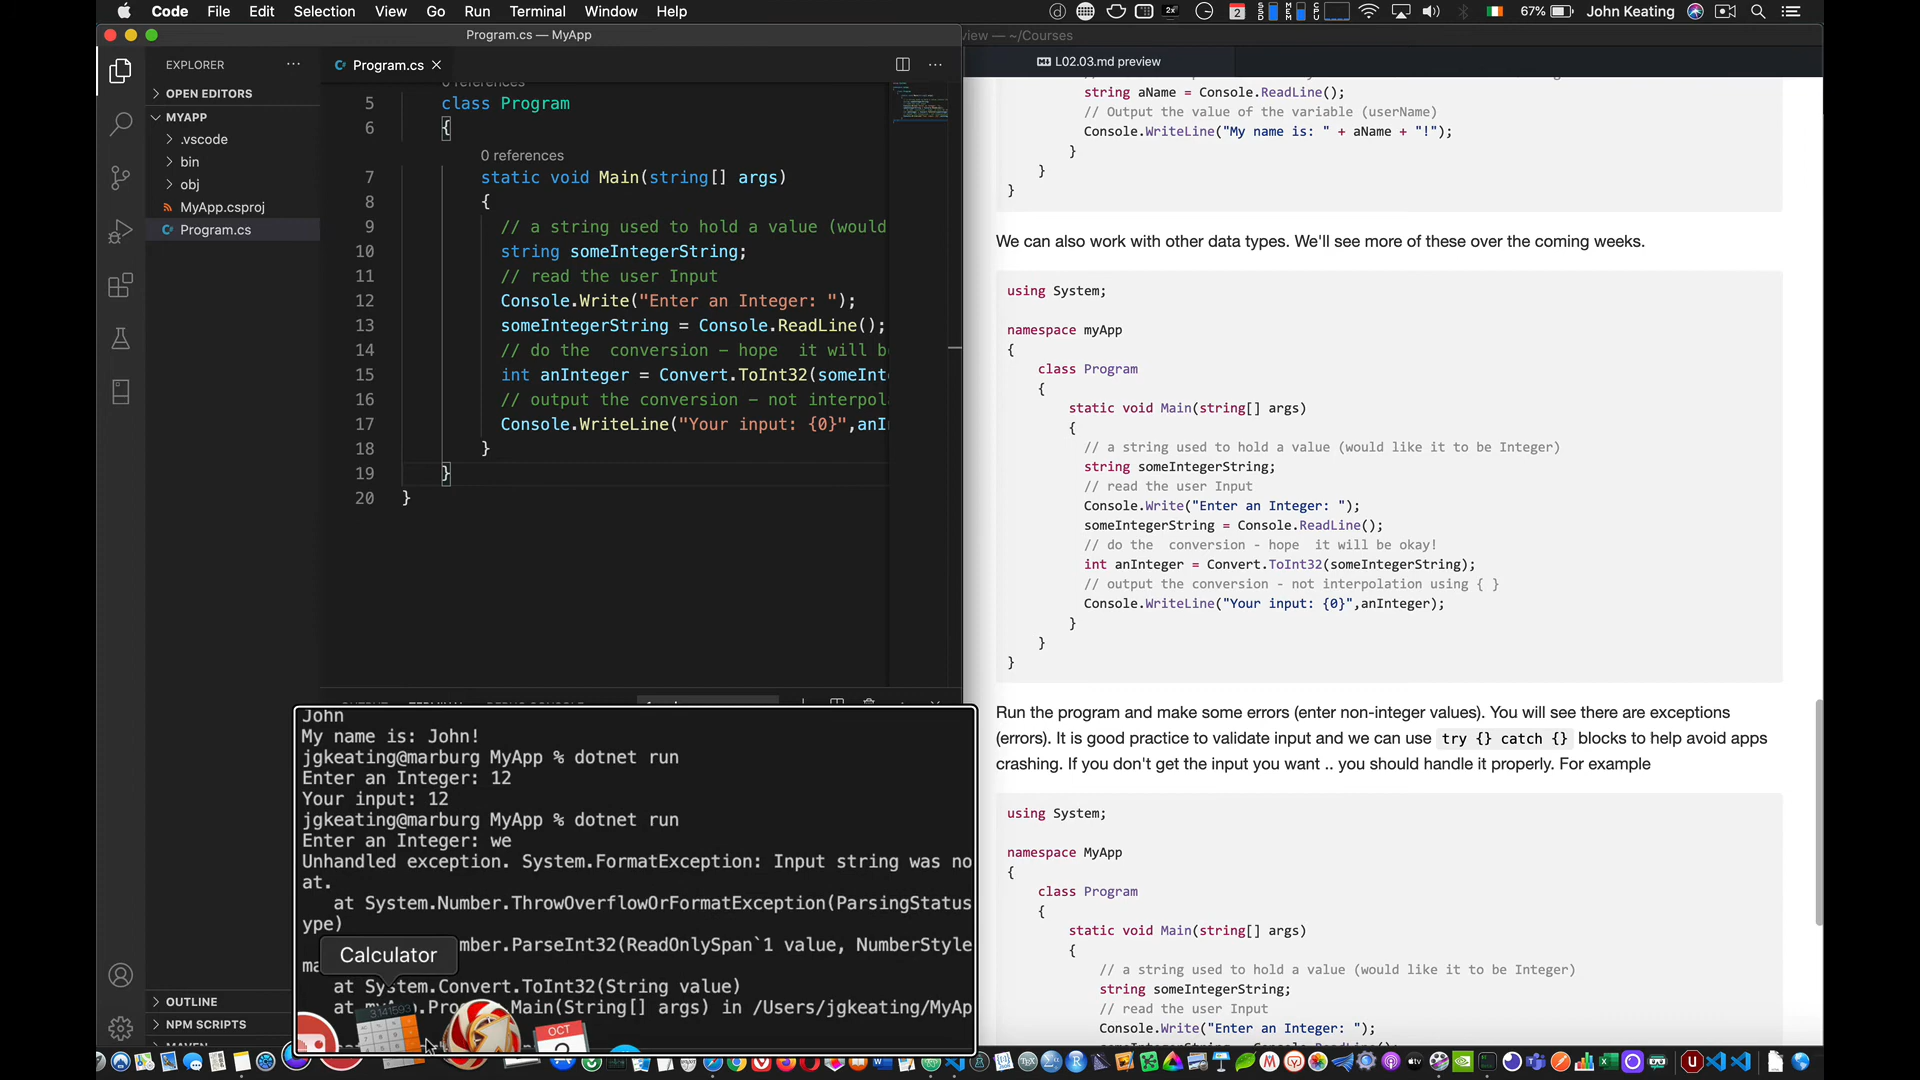 Code File Edit Selection View Go Run Terminal Window Help
2x 2 67% John Keating
Program.cs — MyApp
view — ~/Courses
EXPLORER
Program.cs
L02.03.md preview
OPEN EDITORS
MYAPP
.vscode
bin
obj
MyApp.csproj
Program.cs
0 references
5 class Program
6 {
0 references
7 static void Main(string[] args)
8 {
9 // a string used to hold a value (would
10 string someIntegerString;
11 // read the user Input
12 Console.Write("Enter an Integer: ");
13 someIntegerString = Console.ReadLine();
14 // do the  conversion - hope  it will be
15 int anInteger = Convert.ToInt32(someInt
16 // output the conversion - not interpol
17 Console.WriteLine("Your input: {0}",anI
18 }
19 }
20 }
OUTLINE
NPM SCRIPTS
MAVEN
John
My name is: John!
jgkeating@marburg MyApp % dotnet run
Enter an Integer: 12
Your input: 12
jgkeating@marburg MyApp % dotnet run
Enter an Integer: we
Unhandled exception. System.FormatException: Input string was no
at.
at System.Number.ThrowOverflowOrFormatException(ParsingStatus
ype)
mber.ParseInt32(ReadOnlySpan`1 value, NumberStyle
ma
Calculator
at System.Convert.ToInt32(String value)
at myApp.Program.Main(String[] args) in /Users/jgkeating/MyAp
OCT
string aName = Console.ReadLine();
// Output the value of the variable (userName)
Console.WriteLine("My name is: " + aName + "!");
}
}
}
We can also work with other data types. We'll see more of these over the coming weeks.
using System;
namespace myApp
{
class Program
{
static void Main(string[] args)
{
// a string used to hold a value (would like it to be Integer)
string someIntegerString;
// read the user Input
Console.Write("Enter an Integer: ");
someIntegerString = Console.ReadLine();
// do the  conversion - hope  it will be okay!
int anInteger = Convert.ToInt32(someIntegerString);
// output the conversion - not interpolation using { }
Console.WriteLine("Your input: {0}",anInteger);
}
}
}
Run the program and make some errors (enter non-integer values). You will see there are exceptions
(errors). It is good practice to validate input and we can use try {} catch {} blocks to help avoid apps
crashing. If you don't get the input you want .. you should handle it properly. For example
using System;
namespace MyApp
{
class Program
{
static void Main(string[] args)
{
// a string used to hold a value (would like it to be Integer)
string someIntegerString;
// read the user Input
Console.Write("Enter an Integer: ");